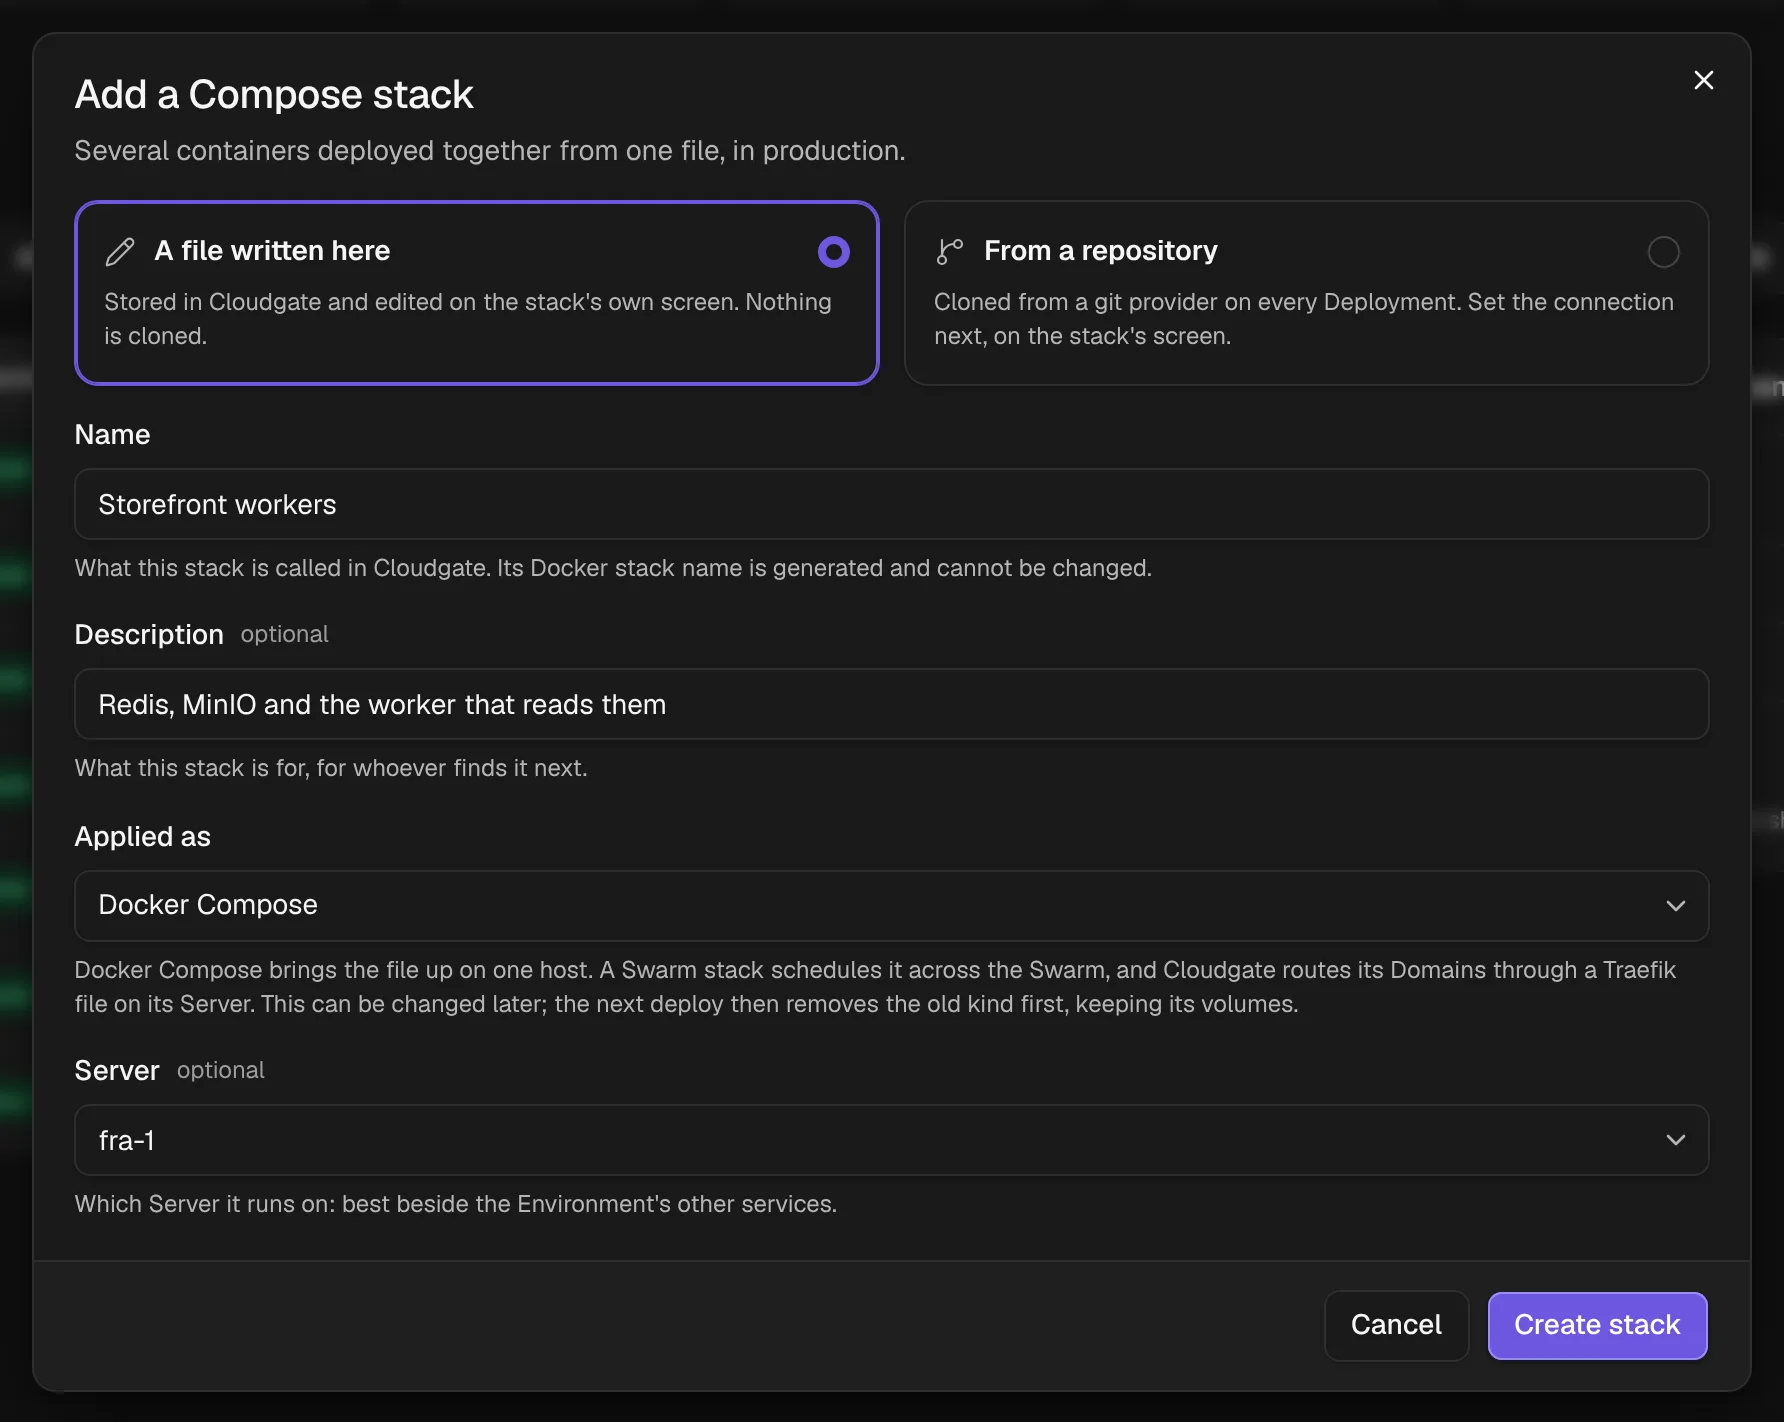 Add a Compose stack
Several containers deployed together from one file, in production.
A file written here
Stored in Cloudgate and edited on the stack's own screen. Nothing
is cloned.
From a repository
Cloned from a git provider on every Deployment. Set the connection
next, on the stack's screen.
Name
Storefront workers
What this stack is called in Cloudgate. Its Docker stack name is generated and cannot be changed.
Description optional
Redis, MinIO and the worker that reads them
What this stack is for, for whoever finds it next.
Applied as
Docker Compose
Docker Compose brings the file up on one host. A Swarm stack schedules it across the Swarm, and Cloudgate routes its Domains through a Traefik
file on its Server. This can be changed later; the next deploy then removes the old kind first, keeping its volumes.
Server optional
fra-1
Which Server it runs on: best beside the Environment's other services.
Cancel
Create stack